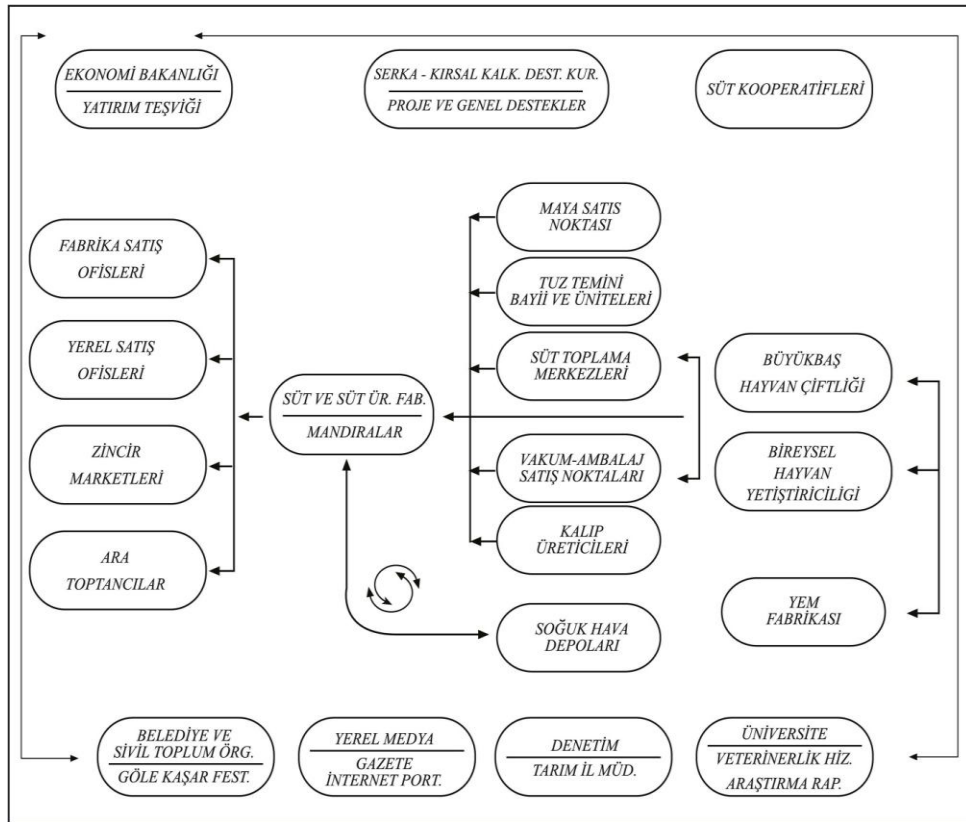 EKONOMİ BAKANLIĞI
YATIRIM TEŞVİĞİ
SERKA - KIRSAL KALK. DEST. KUR.
PROJE VE GENEL DESTEKLER
SÜT KOOPERATİFLERİ
FABRİKA SATIŞ
OFİSLERİ
YEREL SATIŞ
OFİSLERİ
ZİNCİR
MARKETLERİ
ARA
TOPTANCILAR
SÜT VE SÜT ÜR. FAB.
MANDIRALAR
MAYA SATIS
NOKTASI
TUZ TEMİNİ
BAYİİ VE ÜNİTELERİ
SÜT TOPLAMA
MERKEZLERİ
VAKUM-AMBALAJ
SATIŞ NOKTALARI
KALIP
ÜRETİCİLERİ
SOĞUK HAVA
DEPOLARI
BÜYÜKBAŞ
HAYVAN ÇİFTLİĞİ
BİREYSEL
HAYVAN
YETİŞTİRİCİLİGİ
YEM
FABRİKASI
BELEDİYE VE
SİVİL TOPLUM ÖRG.
GÖLE KAŞAR FEST.
YEREL MEDYA
GAZETE
İNTERNET PORT.
DENETİM
TARIM İL MÜD.
ÜNİVERSİTE
VETERİNERLİK HİZ.
ARAŞTIRMA RAP.